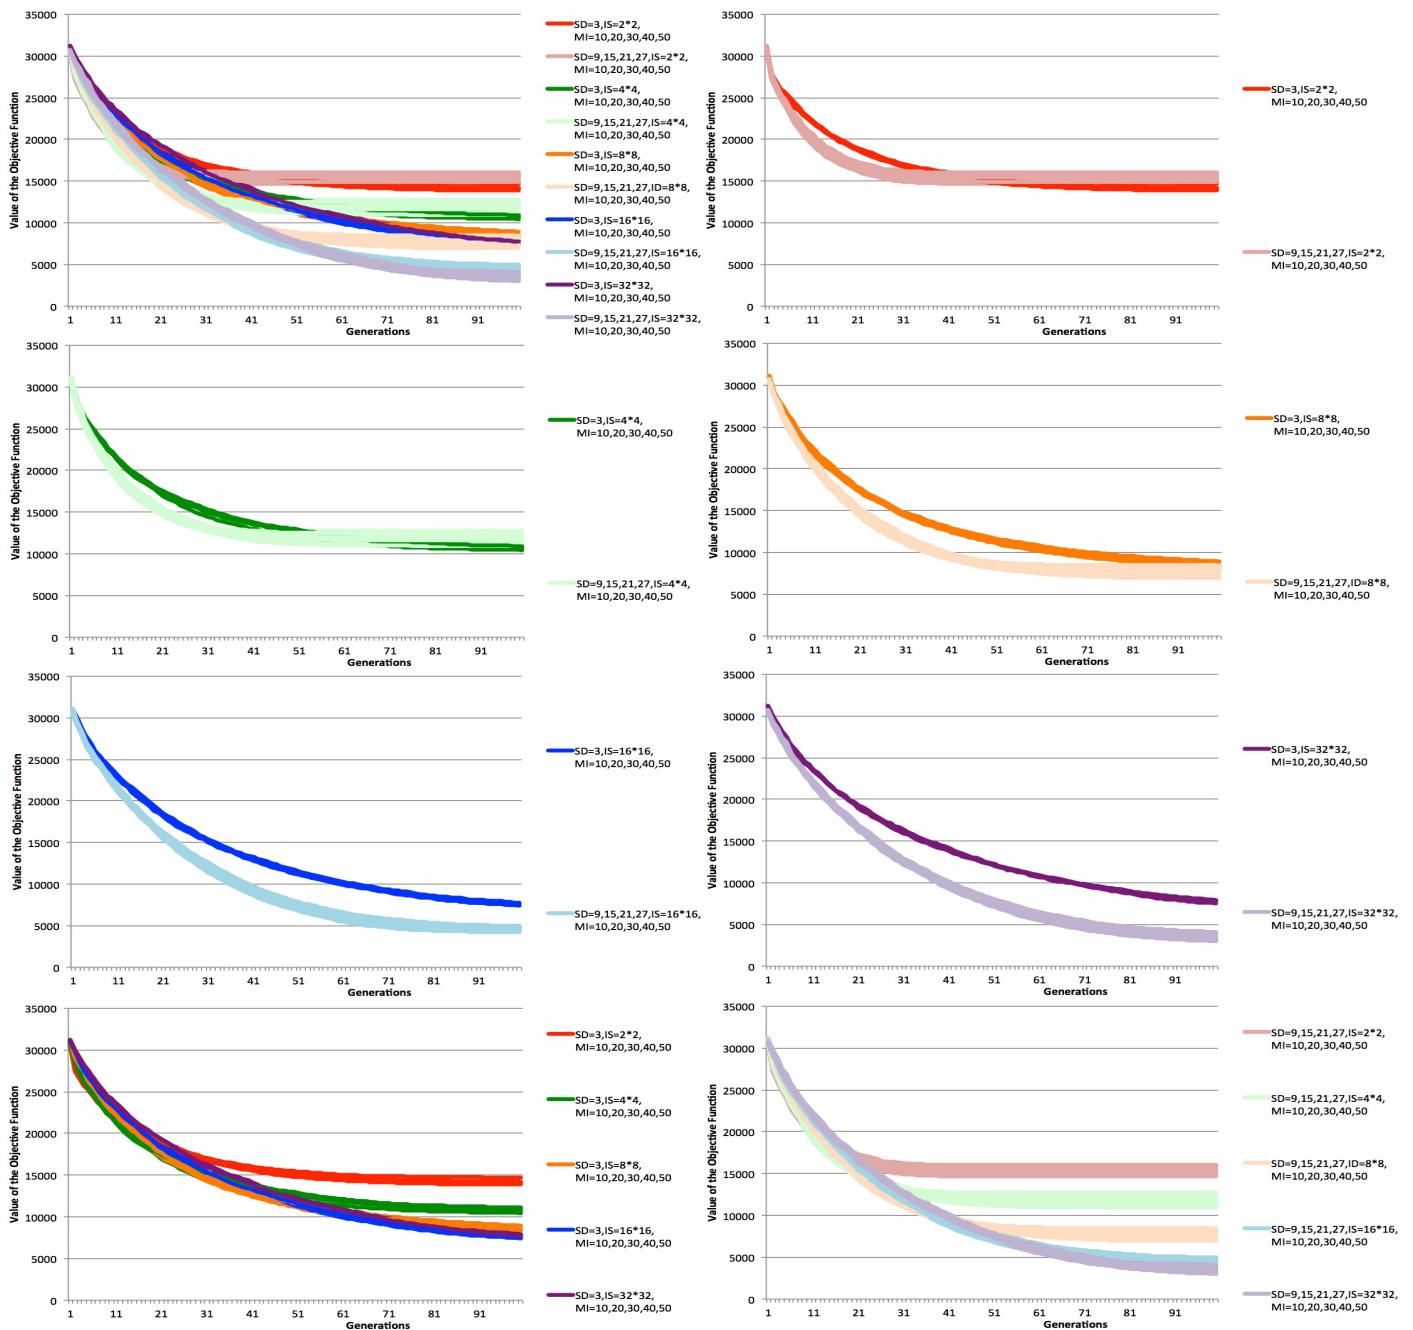 Value of the Objective Function
35000
30000
25000
20000
15000
10000
5000
0
1 11 21 31 41 51 61 71 81 91
Generations
SD=3,IS=2*2,
MI=10,20,30,40,50
SD=9,15,21,27,IS=2*2,
MI=10,20,30,40,50
SD=3,IS=4*4,
MI=10,20,30,40,50
SD=9,15,21,27,IS=4*4,
MI=10,20,30,40,50
SD=3,IS=8*8,
MI=10,20,30,40,50
SD=9,15,21,27,ID=8*8,
MI=10,20,30,40,50
SD=3,IS=16*16,
MI=10,20,30,40,50
SD=9,15,21,27,IS=16*16,
MI=10,20,30,40,50
SD=3,IS=32*32,
MI=10,20,30,40,50
SD=9,15,21,27,IS=32*32,
MI=10,20,30,40,50
Value of the Objective Function
35000
30000
25000
20000
15000
10000
5000
0
1 11 21 31 41 51 61 71 81 91
Generations
SD=3,IS=2*2,
MI=10,20,30,40,50
SD=9,15,21,27,IS=2*2,
MI=10,20,30,40,50
Value of the Objective Function
35000
30000
25000
20000
15000
10000
5000
0
1 11 21 31 41 51 61 71 81 91
Generations
SD=3,IS=4*4,
MI=10,20,30,40,50
SD=9,15,21,27,IS=4*4,
MI=10,20,30,40,50
Value of the Objective Function
35000
30000
25000
20000
15000
10000
5000
0
1 11 21 31 41 51 61 71 81 91
Generations
SD=3,IS=8*8,
MI=10,20,30,40,50
SD=9,15,21,27,ID=8*8,
MI=10,20,30,40,50
Value of the Objective Function
35000
30000
25000
20000
15000
10000
5000
0
1 11 21 31 41 51 61 71 81 91
Generations
SD=3,IS=16*16,
MI=10,20,30,40,50
SD=9,15,21,27,IS=16*16,
MI=10,20,30,40,50
Value of the Objective Function
35000
30000
25000
20000
15000
10000
5000
0
1 11 21 31 41 51 61 71 81 91
Generations
SD=3,IS=32*32,
MI=10,20,30,40,50
SD=9,15,21,27,IS=32*32,
MI=10,20,30,40,50
Value of the Objective Function
35000
30000
25000
20000
15000
10000
5000
0
1 11 21 31 41 51 61 71 81 91
Generations
SD=3,IS=2*2,
MI=10,20,30,40,50
SD=3,IS=4*4,
MI=10,20,30,40,50
SD=3,IS=8*8,
MI=10,20,30,40,50
SD=3,IS=16*16,
MI=10,20,30,40,50
SD=3,IS=32*32,
MI=10,20,30,40,50
Value of the Objective Function
35000
30000
25000
20000
15000
10000
5000
0
1 11 21 31 41 51 61 71 81 91
Generations
SD=9,15,21,27,IS=2*2,
MI=10,20,30,40,50
SD=9,15,21,27,IS=4*4,
MI=10,20,30,40,50
SD=9,15,21,27,ID=8*8,
MI=10,20,30,40,50
SD=9,15,21,27,IS=16*16,
MI=10,20,30,40,50
SD=9,15,21,27,IS=32*32,
MI=10,20,30,40,50